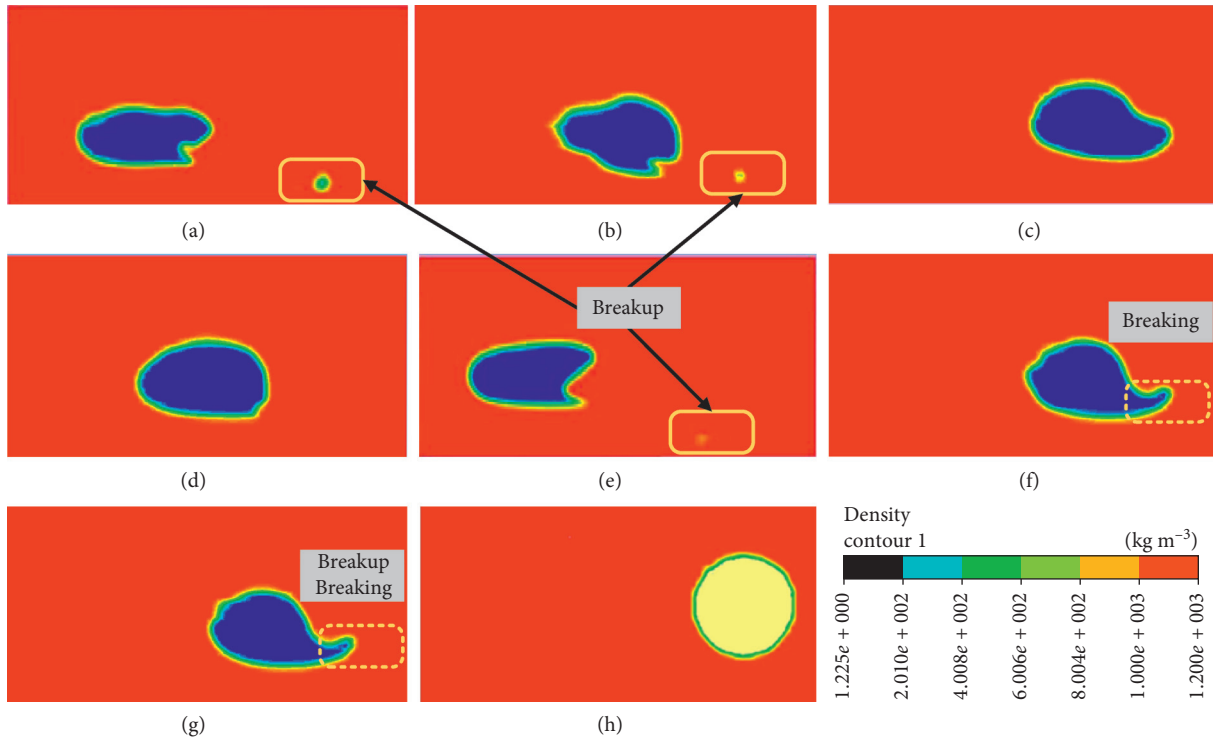 (a)
(b)
(c)
Breakup
Breaking
(d)
(e)
(f)
Breakup
Breaking
Density
contour 1
(kg m⁻³)
1.225e + 000
2.010e + 002
4.008e + 002
6.006e + 002
8.004e + 002
1.000e + 003
1.200e + 003
(g)
(h)